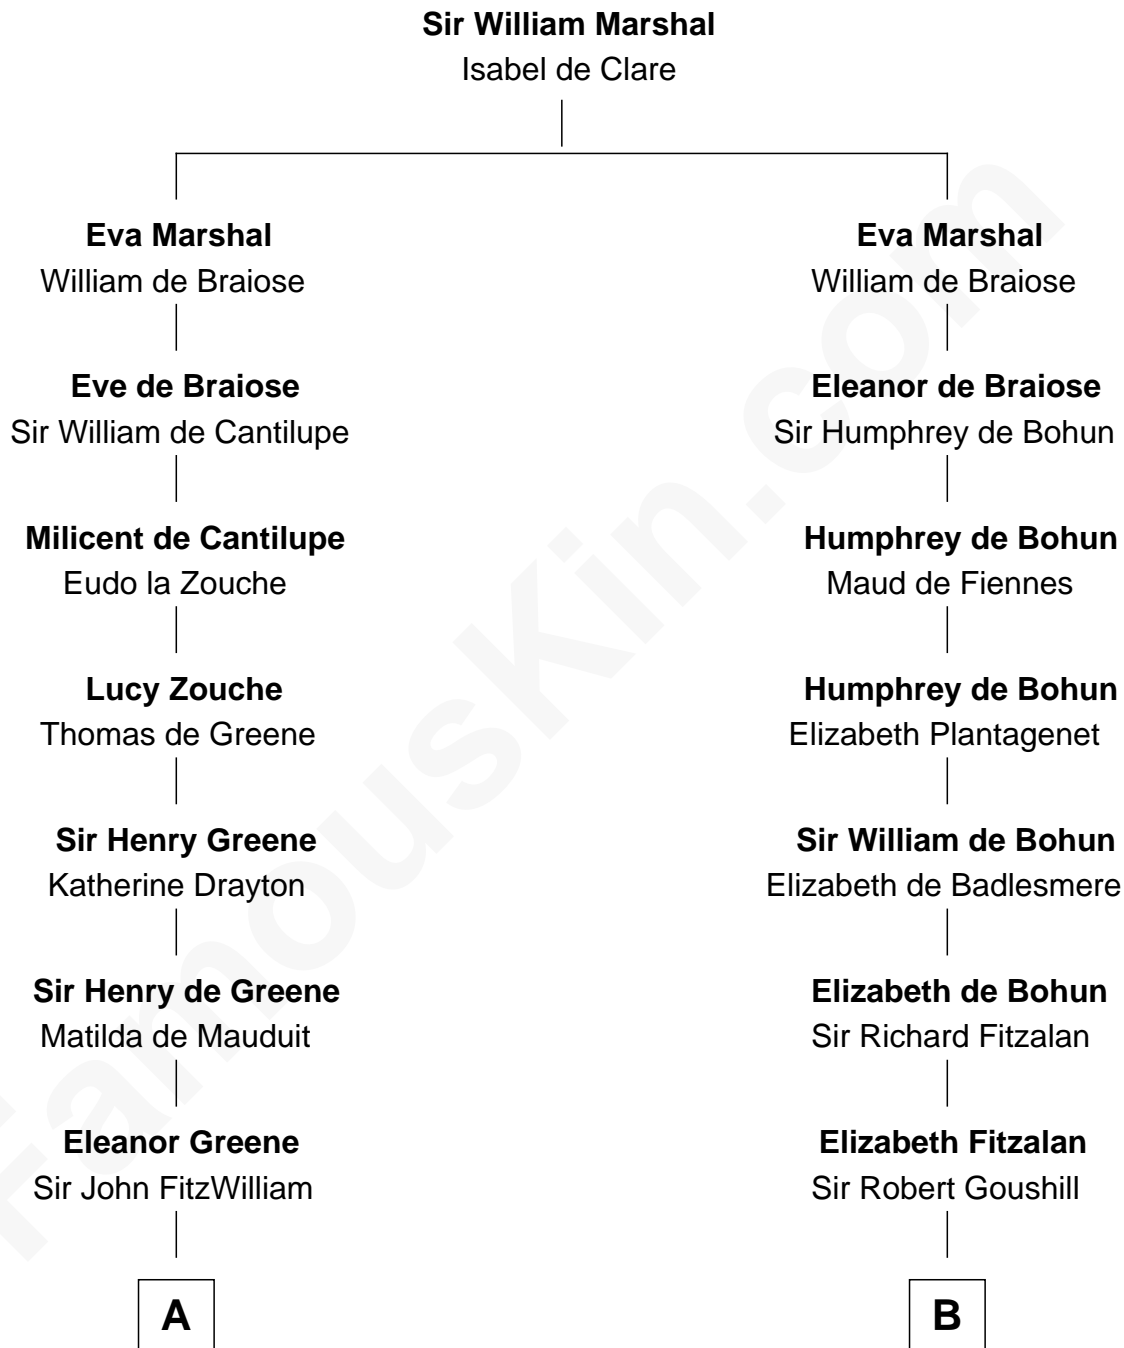 Sir William Marshal
Isabel de Clare
Eva Marshal
William de Braiose
Eve de Braiose
Sir William de Cantilupe
Milicent de Cantilupe
Eudo la Zouche
Lucy Zouche
Thomas de Greene
Sir Henry Greene
Katherine Drayton
Sir Henry de Greene
Matilda de Mauduit
Eleanor Greene
Sir John FitzWilliam
A
Eva Marshal
William de Braiose
Eleanor de Braiose
Sir Humphrey de Bohun
Humphrey de Bohun
Maud de Fiennes
Humphrey de Bohun
Elizabeth Plantagenet
Sir William de Bohun
Elizabeth de Badlesmere
Elizabeth de Bohun
Sir Richard Fitzalan
Elizabeth Fitzalan
Sir Robert Goushill
B
FamousKin.com